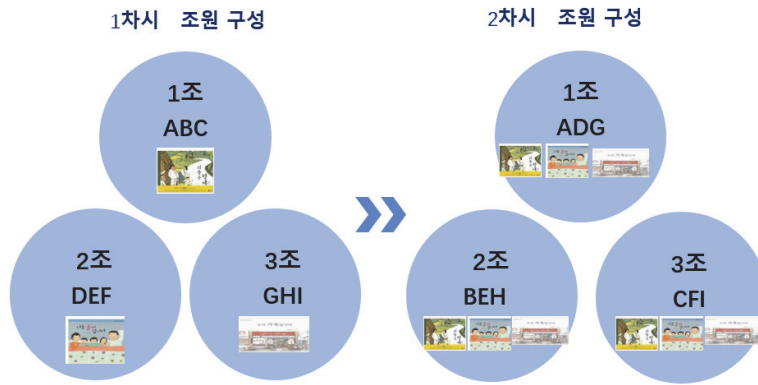 1차시 조원 구성
1조
ABC
2조
DEF
3조
GHI
2차시 조원 구성
1조
ADG
2조
BEH
3조
CFI